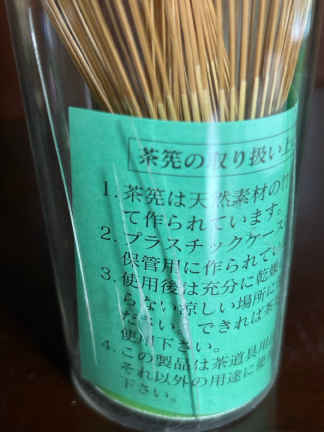 茶筅の取り扱い上
1. 茶筅は天然素材の竹
て作られています。
2. プラスチックケース
保管用に作られてい
3. 使用後は充分に乾燥
らない涼しい場所に
ださい。できれば茶
使用下さい。
4. この製品は茶道具用
それ以外の用途に使
下さい。